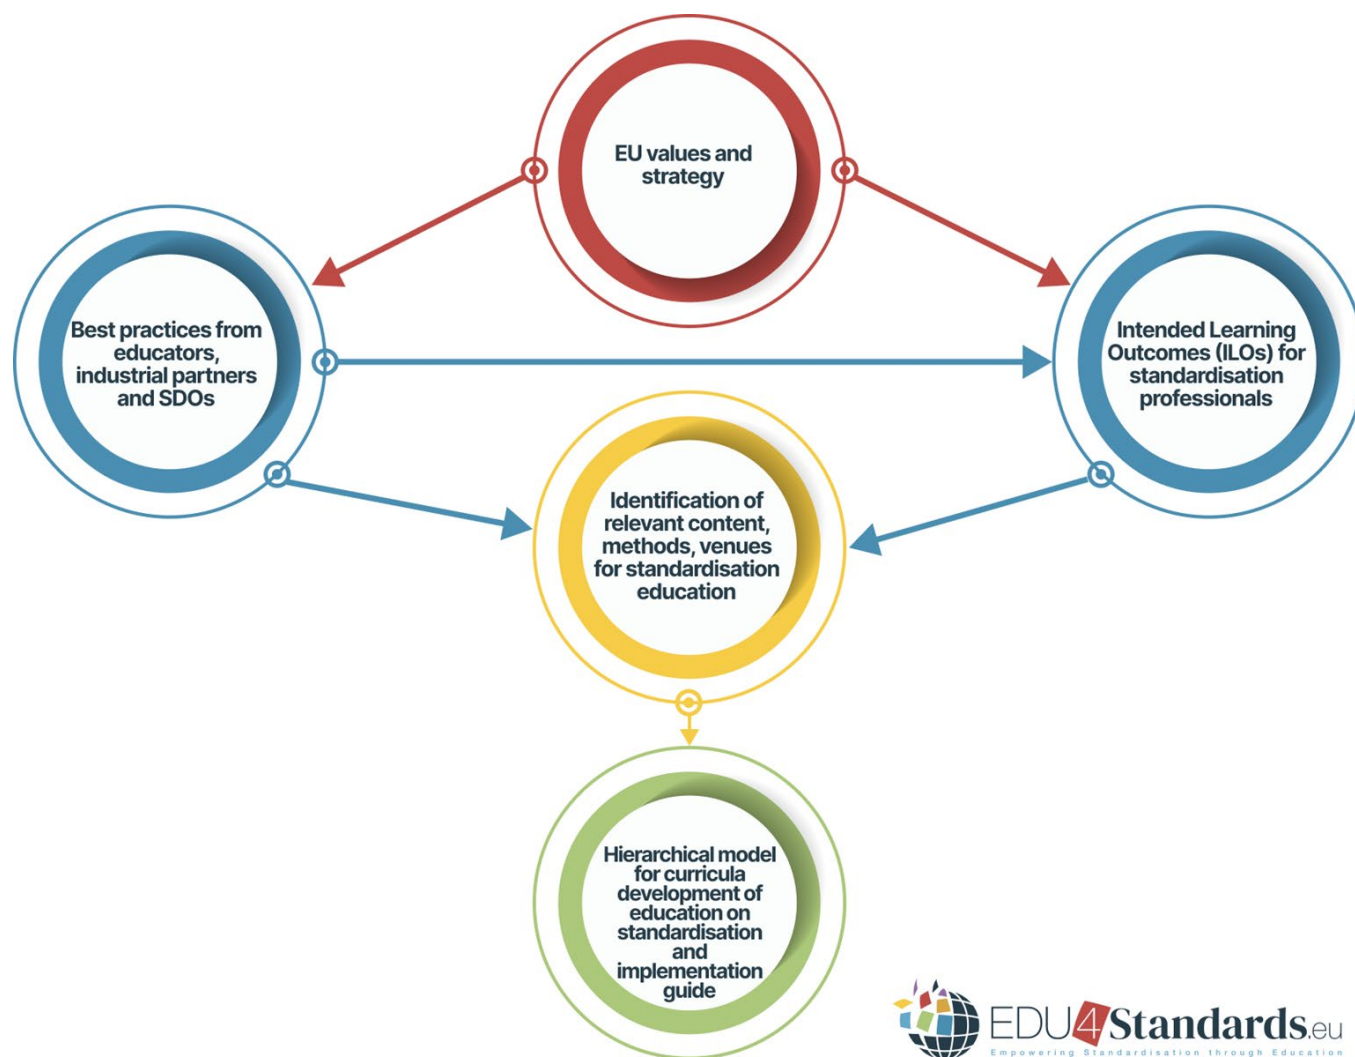 EU values and
strategy
Best practices from
educators,
industrial partners
and SDOs
Intended Learning
Outcomes (ILOs) for
standardisation
professionals
Identification of
relevant content,
methods, venues
for standardisation
education
Hierarchical model
for curricula
development of
education on
standardisation
and
implementation
guide
EDU4Standards.eu
Empowering Standardisation through Education